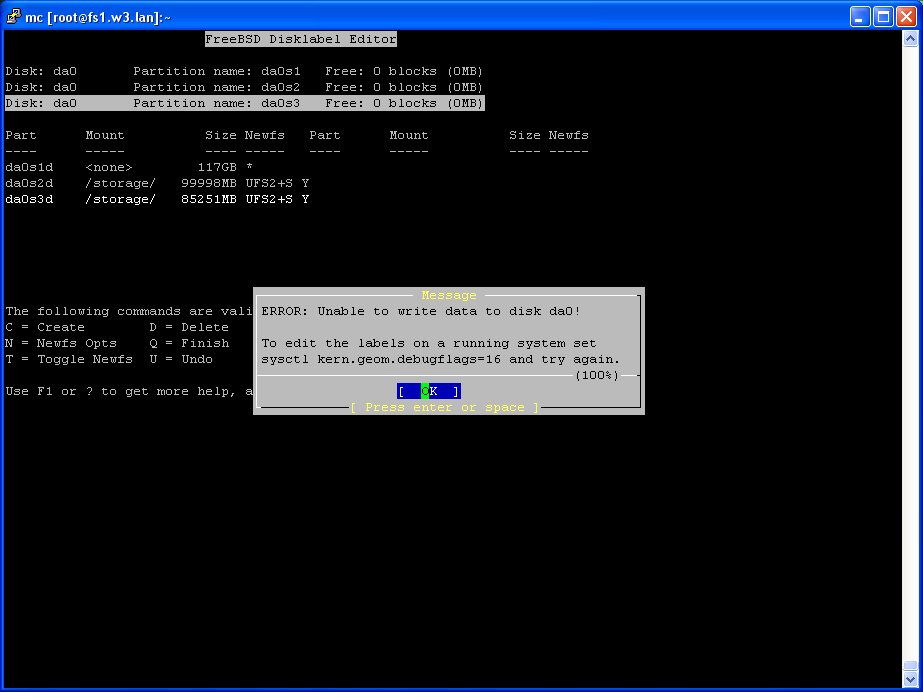 mc [root@fs1.w3.lan]:~
FreeBSD Disklabel Editor
Disk: da0       Partition name: da0s1   Free: 0 blocks (0MB)
Disk: da0       Partition name: da0s2   Free: 0 blocks (0MB)
Disk: da0       Partition name: da0s3   Free: 0 blocks (0MB)
Part      Mount          Size Newfs   Part      Mount          Size Newfs
----      -----          ---- -----   ----      -----          ---- -----
da0s1d    <none>        117GB *
da0s2d    /storage/   99998MB UFS2+S Y
da0s3d    /storage/   85251MB UFS2+S Y
The following commands are vali
C = Create        D = Delete
N = Newfs Opts    Q = Finish
T = Toggle Newfs  U = Undo
Use F1 or ? to get more help, a
Message
ERROR: Unable to write data to disk da0!
To edit the labels on a running system set
sysctl kern.geom.debugflags=16 and try again.
(100%)
[  OK  ]
[ Press enter or space ]